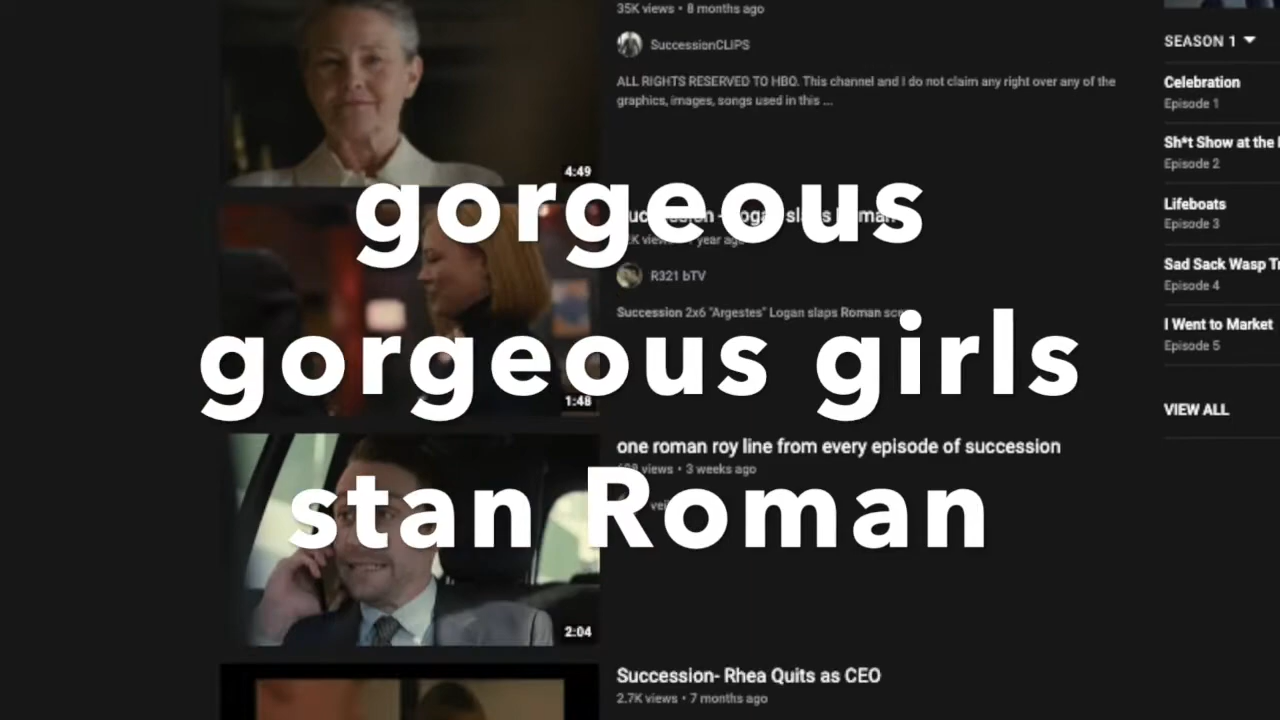 35K views • 8 months ago
SuccessionCLIPS
ALL RIGHTS RESERVED TO HBO. This channel and I do not claim any right over any of the
graphics, images, songs used in this ...
4:49
gorgeous
gorgeous girls
stan Roman
year ago
R321 bTV
Succession 2x6 "Argestes" Logan slaps Roman
1:48
one roman roy line from every episode of succession
views • 3 weeks ago
2:04
Succession- Rhea Quits as CEO
2.7K views • 7 months ago
SEASON 1
Celebration
Episode 1
Sh*t Show at the
Episode 2
Lifeboats
Episode 3
Sad Sack Wasp
Episode 4
I Went to Market
Episode 5
VIEW ALL